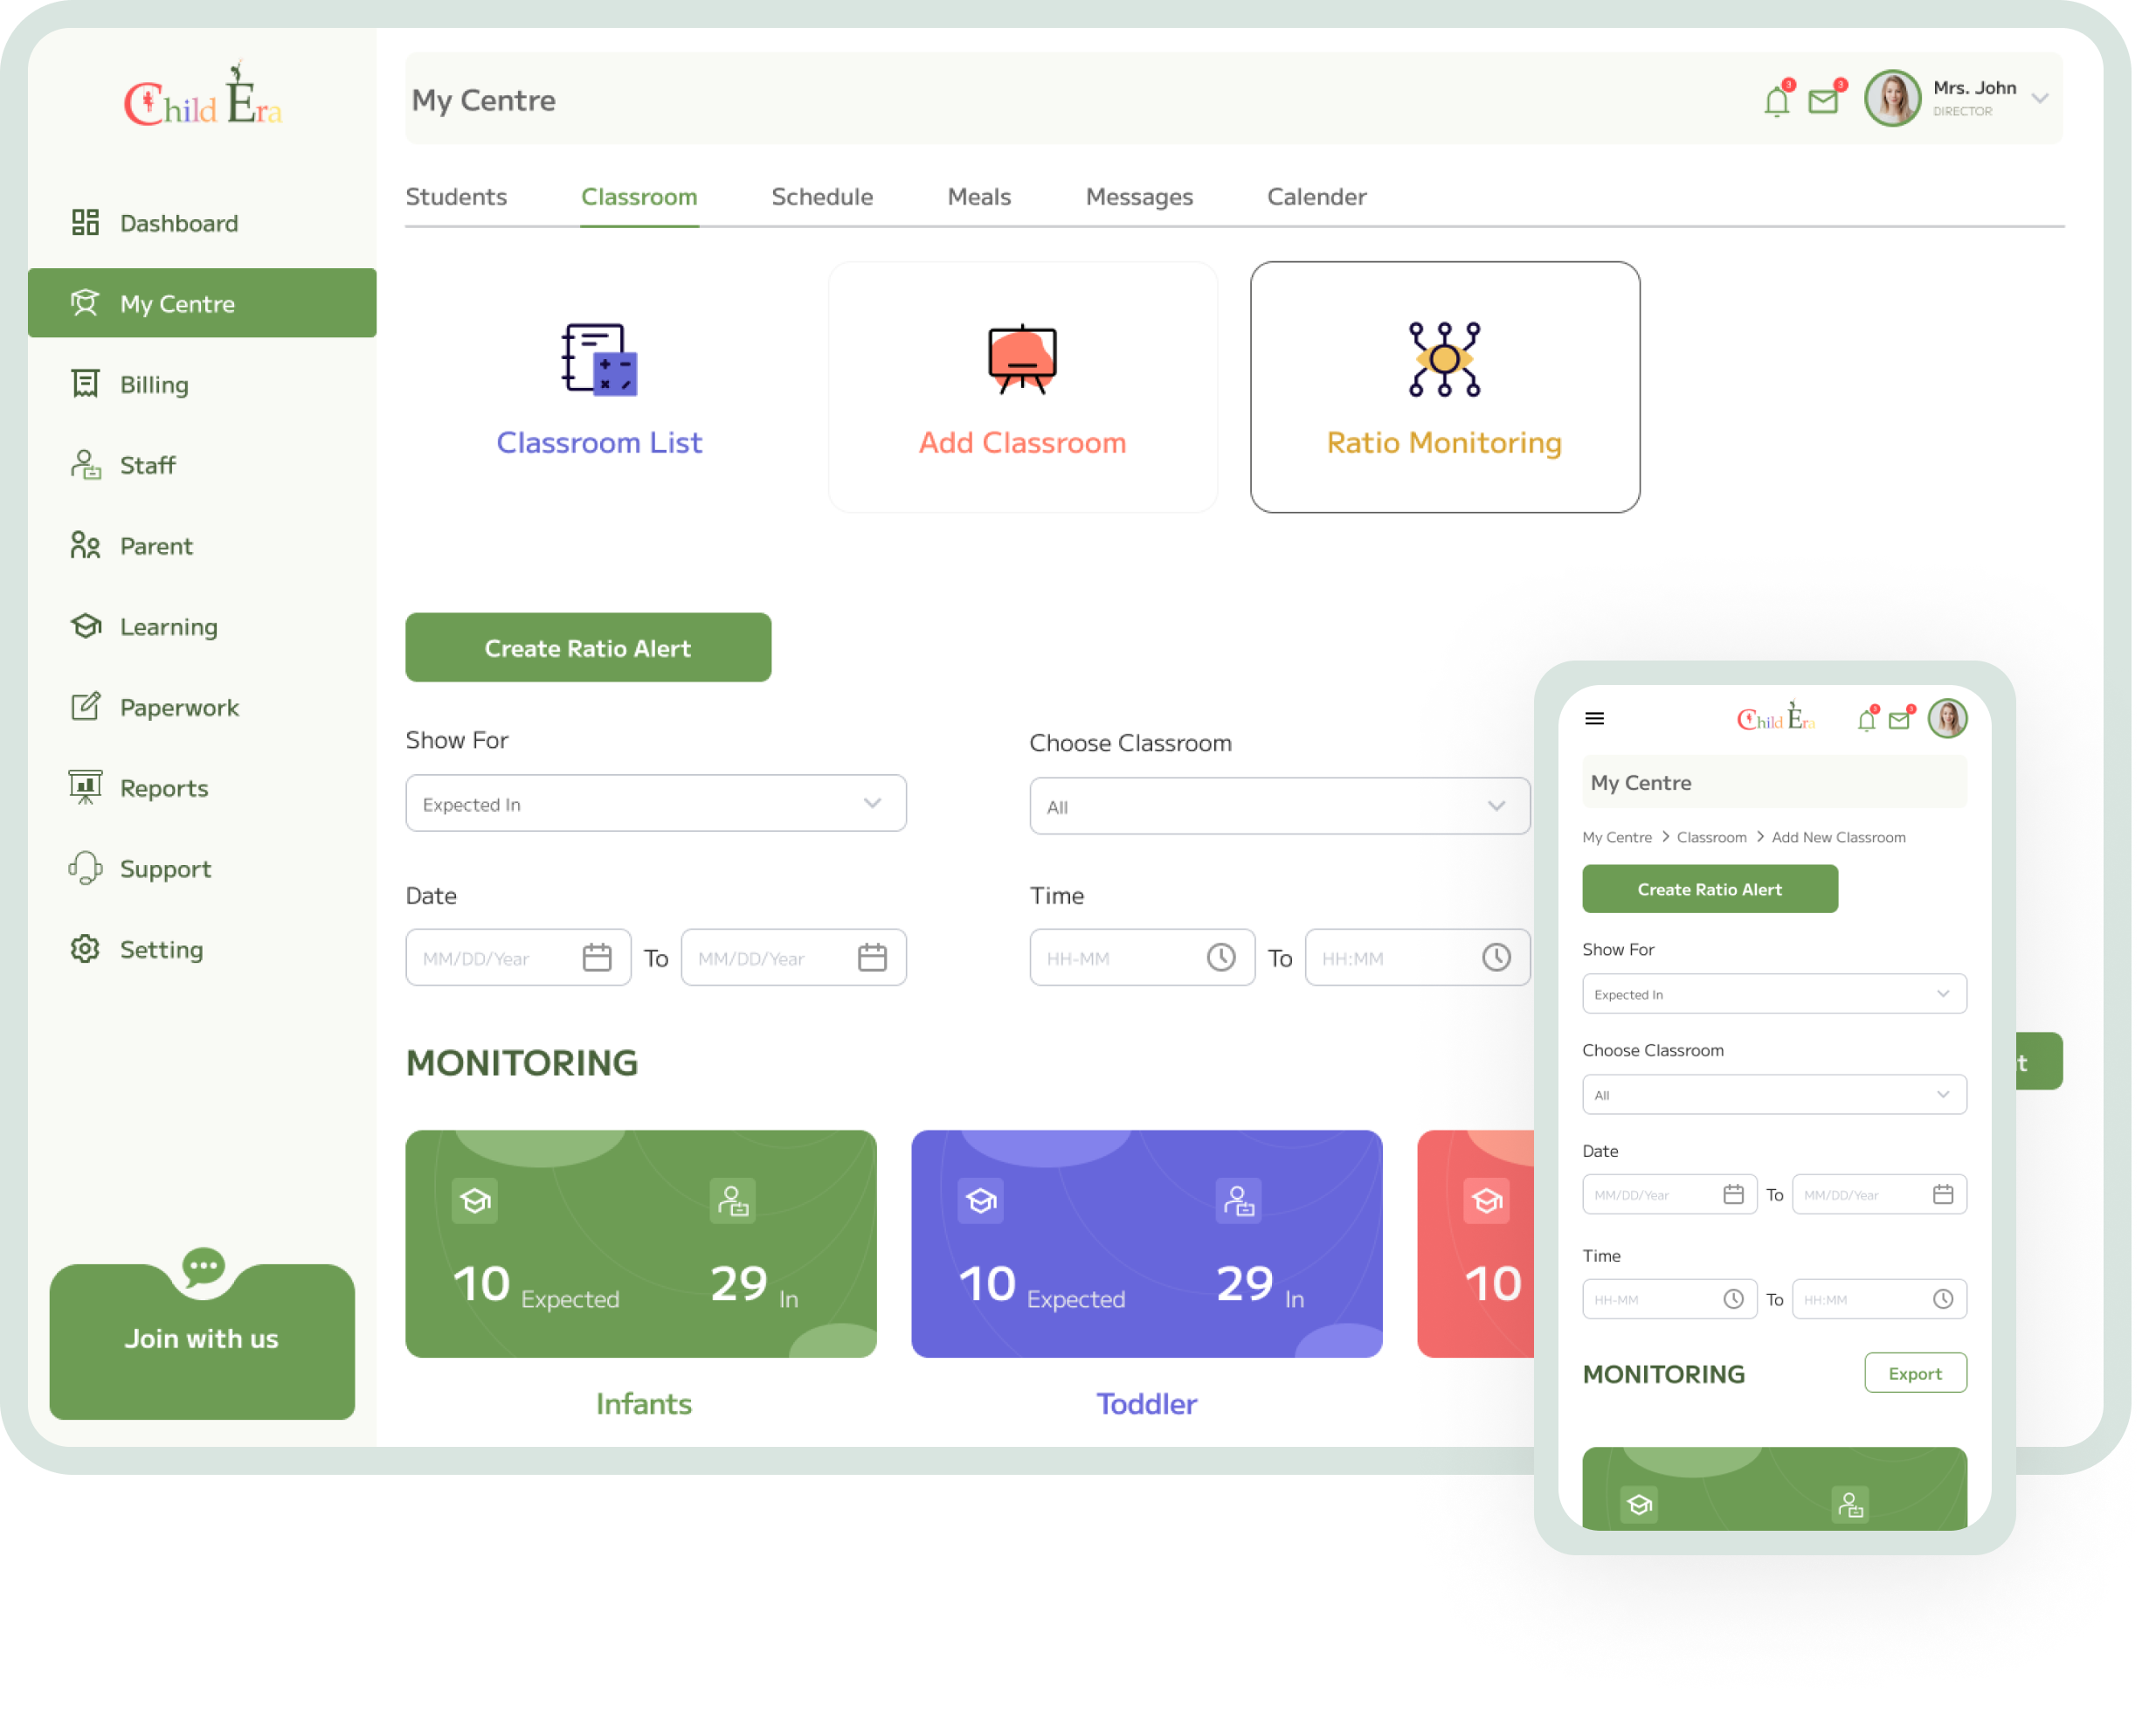 Child Era
My Centre
3
3
Mrs. John
DIRECTOR
Dashboard
My Centre
Billing
Staff
Parent
Learning
Paperwork
Reports
Support
Setting
Join with us
Students Classroom Schedule Meals Messages Calender
Classroom List
Add Classroom
Ratio Monitoring
Create Ratio Alert
Show For
Choose Classroom
Expected In
All
Date
Time
MM/DD/Year To MM/DD/Year
HH-MM To HH:MM
MONITORING
t
10 Expected 29 In
10 Expected 29 In
10
Infants
Toddler
Child Era
3
3
My Centre
My Centre > Classroom > Add New Classroom
Create Ratio Alert
Show For
Expected In
Choose Classroom
All
Date
MM/DD/Year To MM/DD/Year
Time
HH-MM To HH:MM
MONITORING
Export